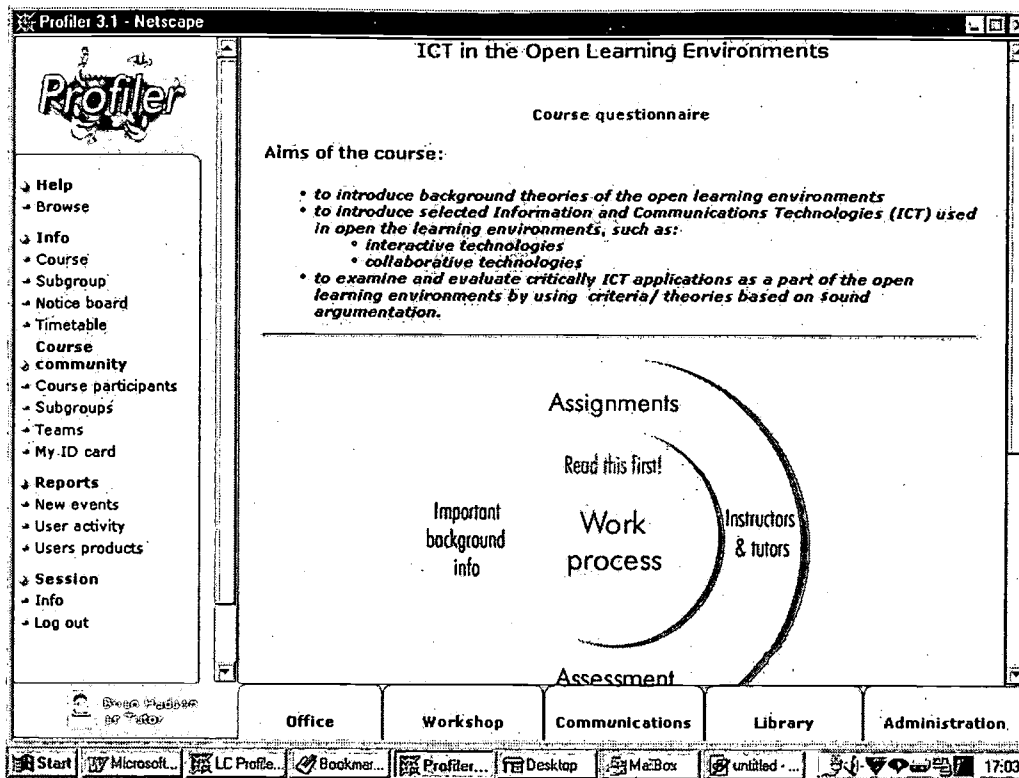 Profiler 3.1 - Netscape
Profiler
Help
Browse
Info
Course
Subgroup
Notice board
Timetable
Course
community
Course participants
Subgroups
Teams
My ID card
Reports
New events
User activity
Users products
Session
Info
Log out
Tutor
ICT in the Open Learning Environments
Course questionnaire
Aims of the course:
• to introduce background theories of the open learning environments
• to introduce selected Information and Communications Technologies (ICT) used
in open the learning environments, such as:
• interactive technologies
• collaborative technologies
• to examine and evaluate critically ICT applications as a part of the open
learning environments by using criteria/ theories based on sound
argumentation.
Assignments
Read this first!
Important
background
info
Work
process
Instructors
& tutors
Assessment
Office
Workshop
Communications
Library
Administration
Start
Microsoft...
LC Profile...
Bookmar...
Profiler...
Desktop
MailBox
untitled - ...
17:03